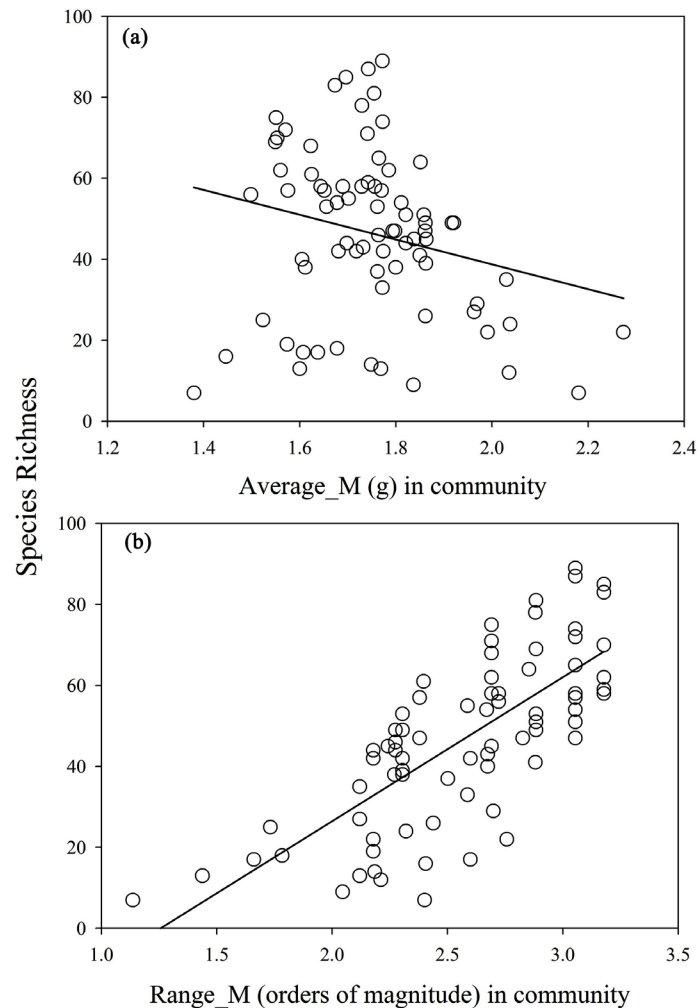 Species Richness
(a)
100
80
60
40
20
0
1.2 1.4 1.6 1.8 2.0 2.2 2.4
Average_M (g) in community
(b)
100
80
60
40
20
0
1.0 1.5 2.0 2.5 3.0 3.5
Range_M (orders of magnitude) in community